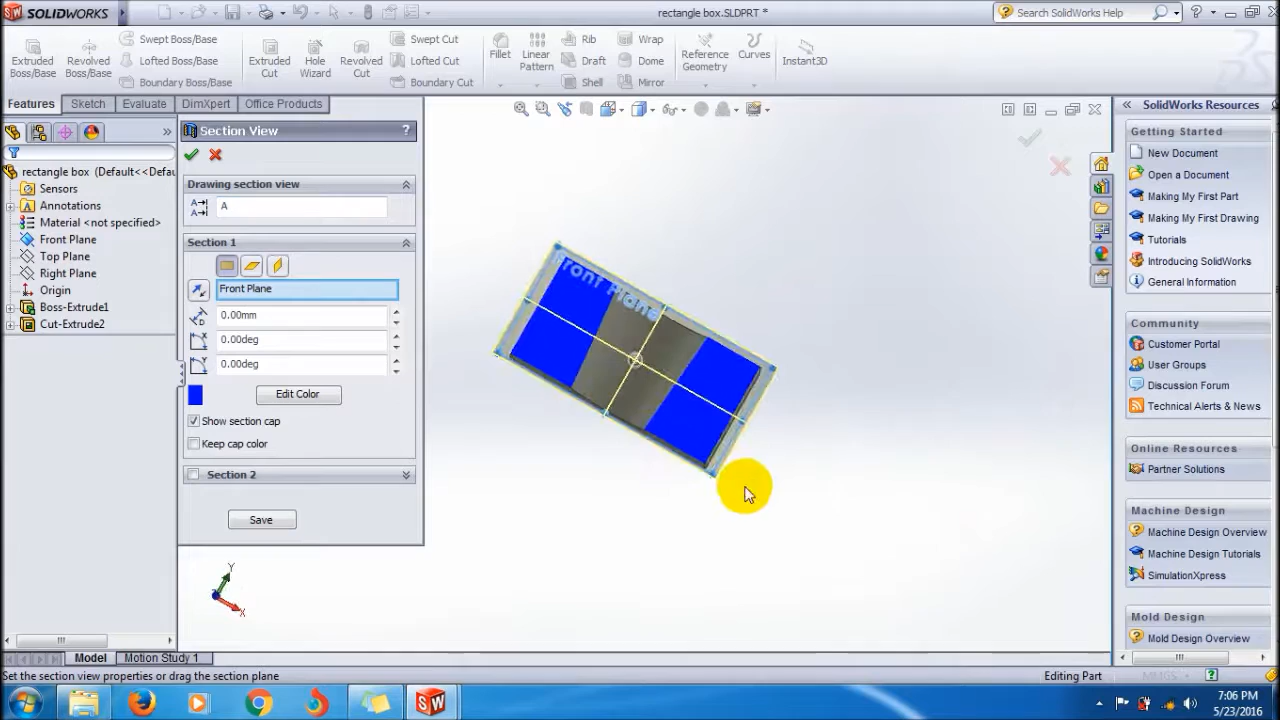 SOLIDWORKS
rectangle box.SLDPRT *
Search SolidWorks Help
Extruded Boss/Base
Revolved Boss/Base
Swept Boss/Base
Lofted Boss/Base
Boundary Boss/Base
Extruded Cut
Hole Wizard
Revolved Cut
Swept Cut
Lofted Cut
Boundary Cut
Fillet
Linear Pattern
Rib
Draft
Shell
Wrap
Dome
Mirror
Reference Geometry
Curves
Instant3D
Features
Sketch
Evaluate
DimXpert
Office Products
rectangle box (Default<<Defau
Sensors
Annotations
Material <not specified>
Front Plane
Top Plane
Right Plane
Origin
Boss-Extrude1
Cut-Extrude2
Section View
?
Drawing section view
A
Section 1
Front Plane
0.00mm
0.00deg
0.00deg
Edit Color
Show section cap
Keep cap color
Section 2
Save
Front Plane
Y
X
SolidWorks Resources
Getting Started
New Document
Open a Document
Making My First Part
Making My First Drawing
Tutorials
Introducing SolidWorks
General Information
Community
Customer Portal
User Groups
Discussion Forum
Technical Alerts & News
Online Resources
Partner Solutions
Machine Design
Machine Design Overview
Machine Design Tutorials
SimulationXpress
Mold Design
Mold Design Overview
Model
Motion Study 1
Set the section view properties or drag the section plane
Editing Part
MMGS
7:06 PM
5/23/2016